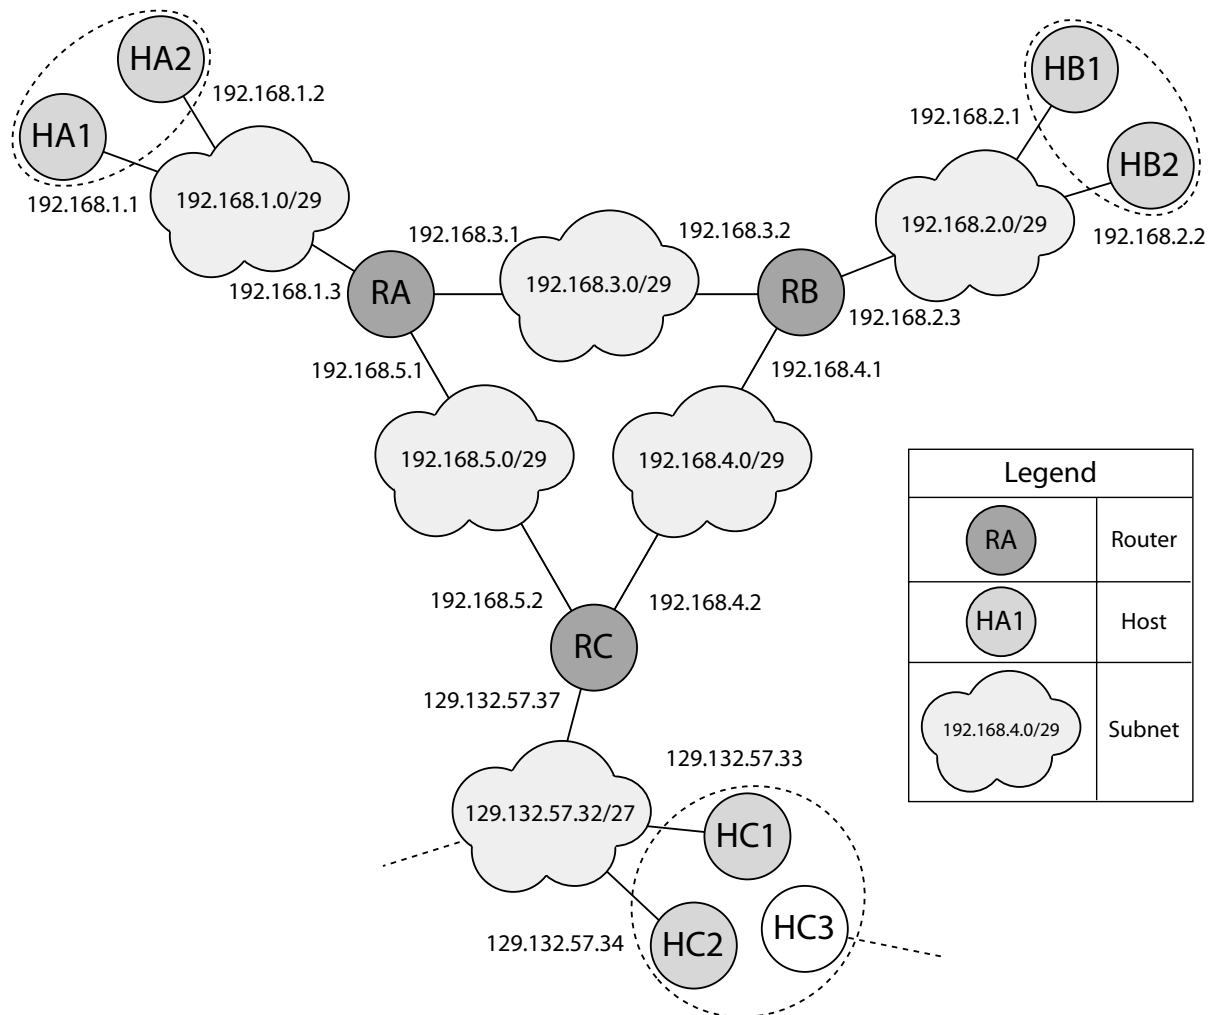 HA2
HB1
192.168.1.2
192.168.2.1
HA1
HB2
192.168.1.1
192.168.1.0/29
192.168.2.0/29
192.168.2.2
192.168.3.1
192.168.3.2
192.168.3.0/29
192.168.1.3
RA
RB
192.168.2.3
192.168.5.1
192.168.4.1
192.168.5.0/29
192.168.4.0/29
192.168.5.2
192.168.4.2
RC
129.132.57.37
129.132.57.33
129.132.57.32/27
HC1
HC3
129.132.57.34
HC2
Legend
RA
Router
HA1
Host
192.168.4.0/29
Subnet